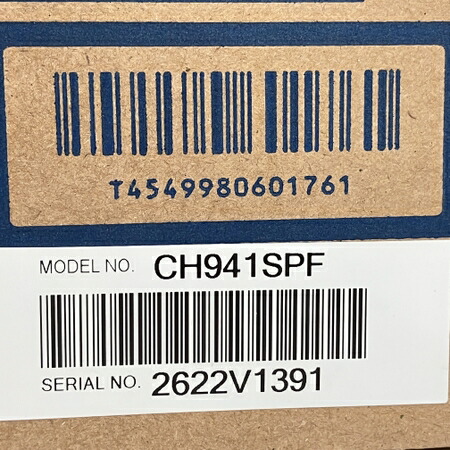 T4549980601761
MODEL NO. CH941SPF
SERIAL NO. 2622V1391